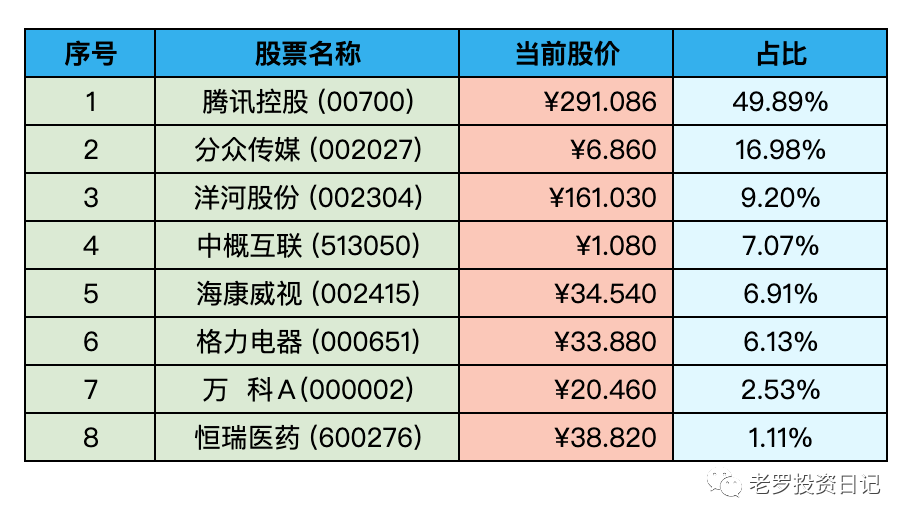 序号 股票名称 当前股价 占比
1 腾讯控股 (00700) ¥291.086 49.89%
2 分众传媒 (002027) ¥6.860 16.98%
3 洋河股份 (002304) ¥161.030 9.20%
4 中概互联 (513050) ¥1.080 7.07%
5 海康威视 (002415) ¥34.540 6.91%
6 格力电器 (000651) ¥33.880 6.13%
7 万 科A(000002) ¥20.460 2.53%
8 恒瑞医药 (600276) ¥38.820 1.11%
老罗投资日记